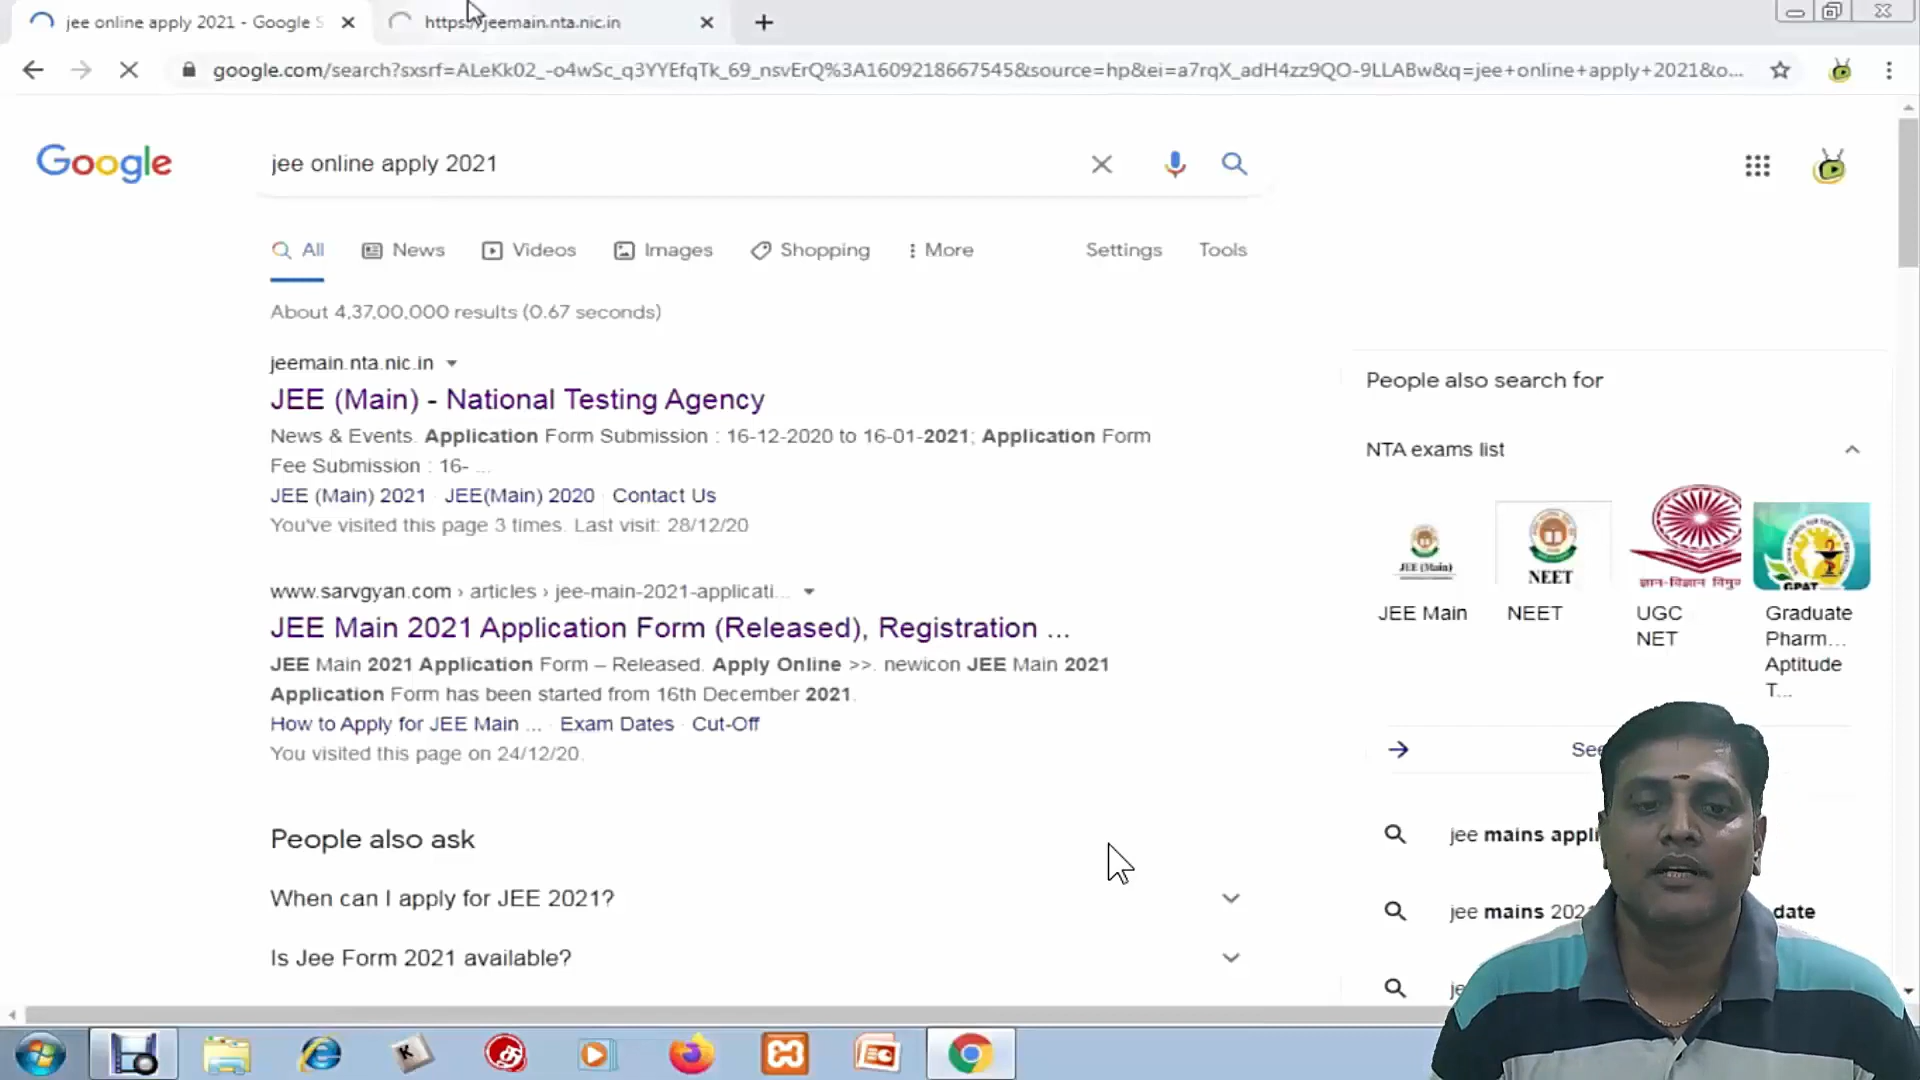 jee online apply 2021 - Google S
https://jeemain.nta.nic.in
google.com/search?sxsrf=ALeKk02_-o4wSc_q3YYEfqTk_69_nsvErQ%3A1609218667545&source=hp&ei=a7rqX_adH4zz9QO-9LLABw&q=jee+online+apply+2021&o...
Google
jee online apply 2021
All News Videos Images Shopping More Settings Tools
About 4,37,00,000 results (0.67 seconds)
jeemain.nta.nic.in
JEE (Main) - National Testing Agency
News & Events. Application Form Submission : 16-12-2020 to 16-01-2021; Application Form
Fee Submission : 16- ...
JEE (Main) 2021 · JEE(Main) 2020 · Contact Us
You've visited this page 3 times. Last visit: 28/12/20
www.sarvgyan.com › articles › jee-main-2021-applicati...
JEE Main 2021 Application Form (Released), Registration ...
JEE Main 2021 Application Form – Released. Apply Online >>. newicon JEE Main 2021
Application Form has been started from 16th December 2021.
How to Apply for JEE Main ... · Exam Dates · Cut-Off
You visited this page on 24/12/20.
People also ask
When can I apply for JEE 2021?
Is Jee Form 2021 available?
People also search for
NTA exams list
JEE (Main)
NEET
ज्ञान-विज्ञान विमुक्
GPAT
JEE Main
NEET
UGC
NET
Graduate
Pharm...
Aptitude
T...
See
jee mains appli
jee mains 202 date
je
K